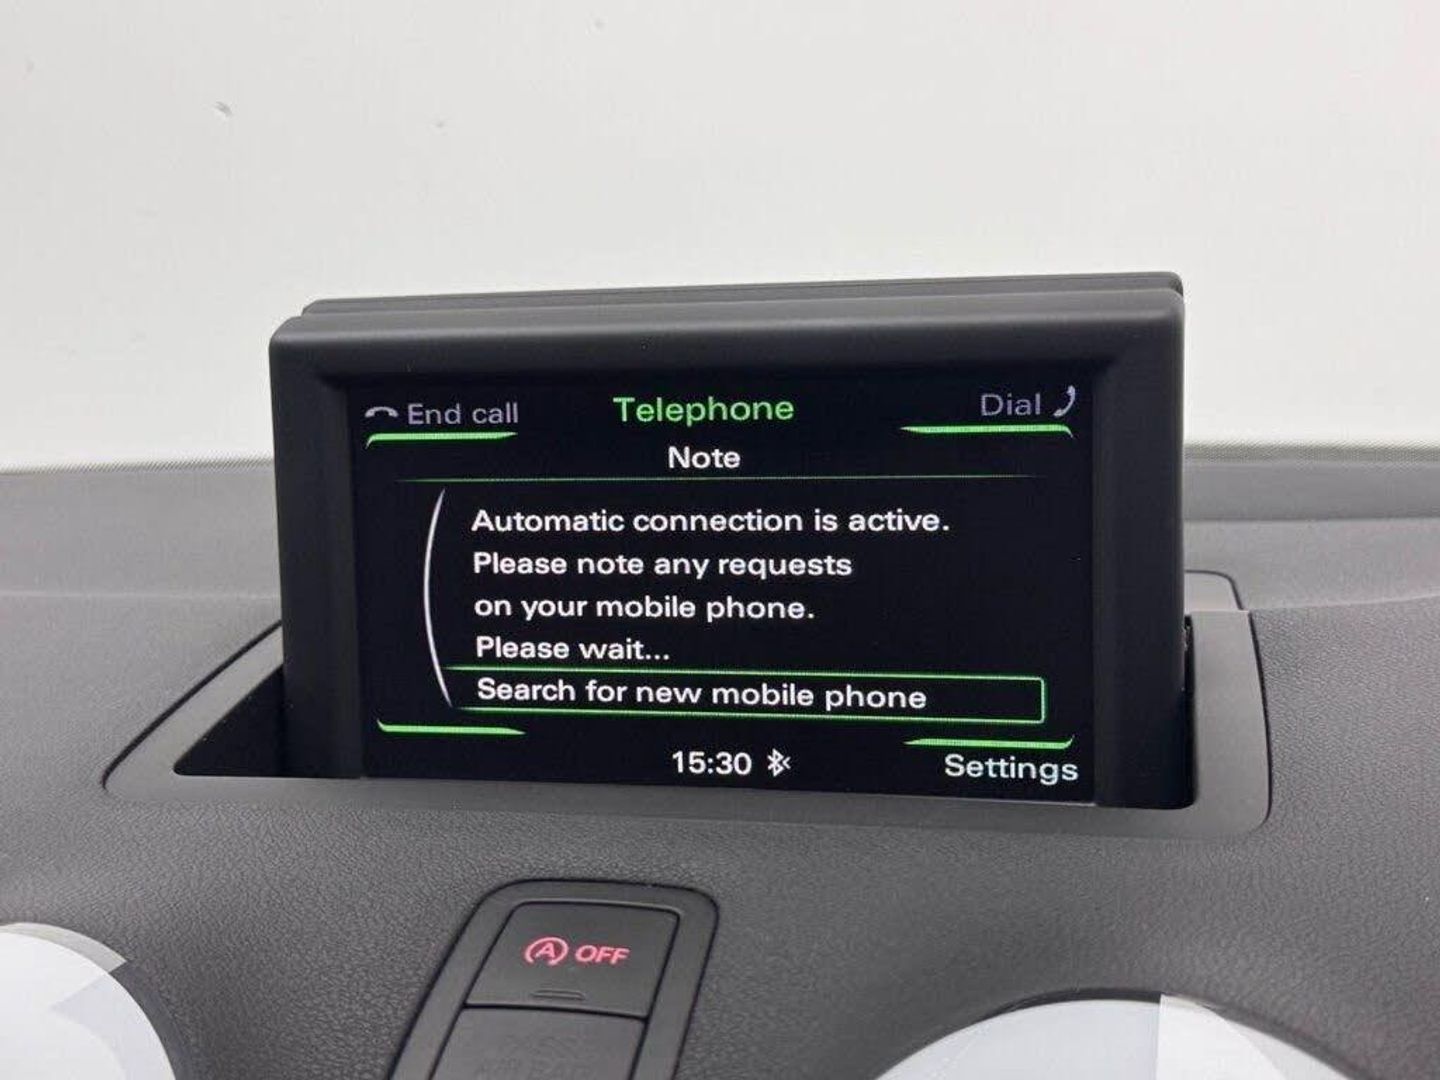 End call Telephone Dial
Note
Automatic connection is active.
Please note any requests
on your mobile phone.
Please wait...
Search for new mobile phone
15:30 Settings
A OFF